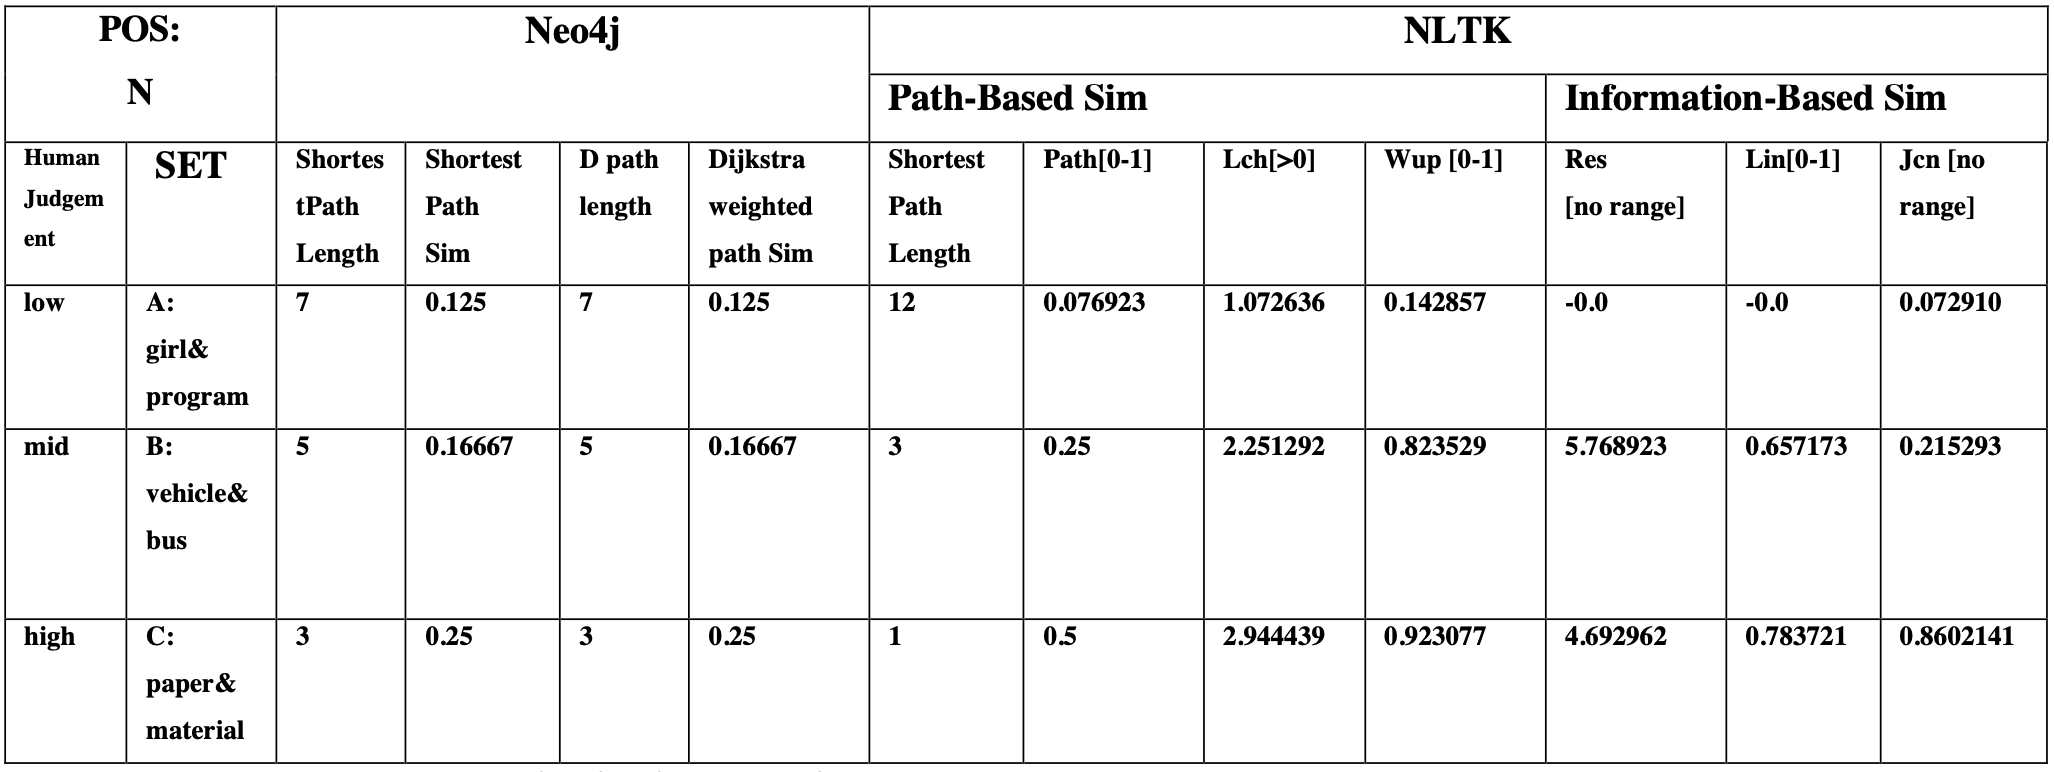 POS:
N
Neo4j
NLTK
Path-Based Sim
Information-Based Sim
Human
Judgem
ent
SET
Shortes
tPath
Length
Shortest
Path
Sim
D path
length
Dijkstra
weighted
path Sim
Shortest
Path
Length
Path[0-1]
Lch[>0]
Wup [0-1]
Res
[no range]
Lin[0-1]
Jcn [no
range]
low
A:
girl&
program
7
0.125
7
0.125
12
0.076923
1.072636
0.142857
-0.0
-0.0
0.072910
mid
B:
vehicle&
bus
5
0.16667
5
0.16667
3
0.25
2.251292
0.823529
5.768923
0.657173
0.215293
high
C:
paper&
material
3
0.25
3
0.25
1
0.5
2.944439
0.923077
4.692962
0.783721
0.8602141